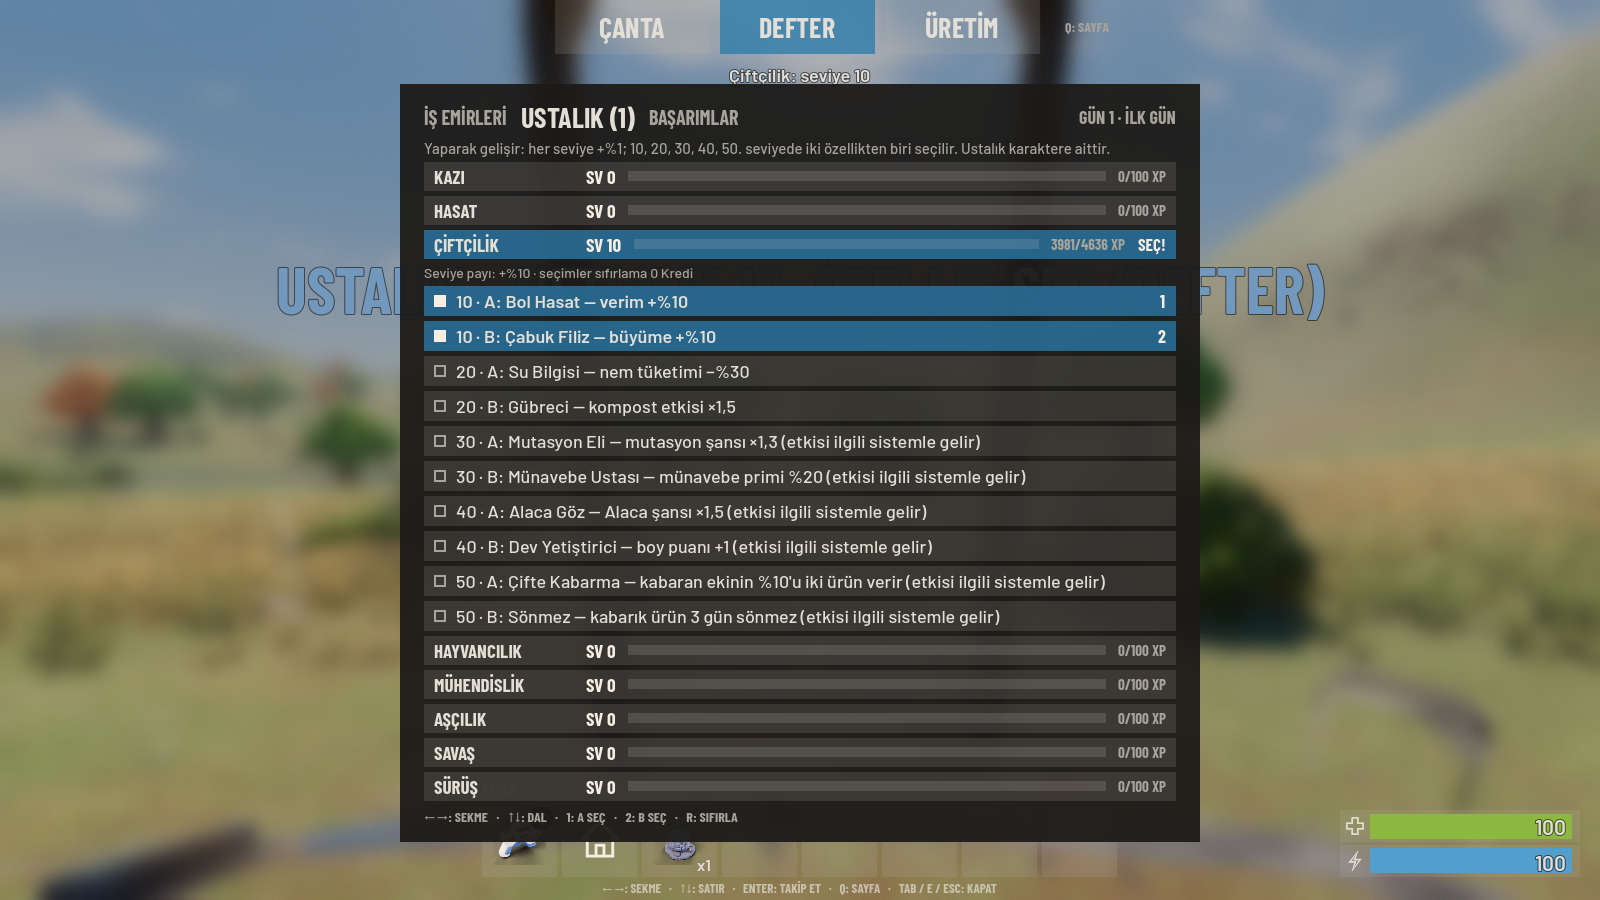 ÇANTA DEFTER ÜRETİM Q: SAYFA
Çiftçilik: seviye 10
İŞ EMİRLERİ USTALIK (1) BAŞARIMLAR GÜN 1 · İLK GÜN
Yaparak gelişir: her seviye +%1; 10, 20, 30, 40, 50. seviyede iki özellikten biri seçilir. Ustalık karaktere aittir.
KAZI SV 0 0/100 XP
HASAT SV 0 0/100 XP
ÇİFTÇİLİK SV 10 3981/4636 XP SEÇ!
Seviye payı: +%10 · seçimler sıfırlama 0 Kredi
10 · A: Bol Hasat — verim +%10 1
10 · B: Çabuk Filiz — büyüme +%10 2
20 · A: Su Bilgisi — nem tüketimi −%30
20 · B: Gübreci — kompost etkisi ×1,5
30 · A: Mutasyon Eli — mutasyon şansı ×1,3 (etkisi ilgili sistemle gelir)
30 · B: Münavebe Ustası — münavebe primi %20 (etkisi ilgili sistemle gelir)
40 · A: Alaca Göz — Alaca şansı ×1,5 (etkisi ilgili sistemle gelir)
40 · B: Dev Yetiştirici — boy puanı +1 (etkisi ilgili sistemle gelir)
50 · A: Çifte Kabarma — kabaran ekinin %10'u iki ürün verir (etkisi ilgili sistemle gelir)
50 · B: Sönmez — kabarık ürün 3 gün sönmez (etkisi ilgili sistemle gelir)
HAYVANCILIK SV 0 0/100 XP
MÜHENDİSLİK SV 0 0/100 XP
AŞÇILIK SV 0 0/100 XP
SAVAŞ SV 0 0/100 XP
SÜRÜŞ SV 0 0/100 XP
←→: SEKME · ↑↓: DAL · 1: A SEÇ · 2: B SEÇ · R: SIFIRLA
x1
100
100
←→: SEKME · ↑↓: SATIR · ENTER: TAKİP ET · Q: SAYFA · TAB / E / ESC: KAPAT